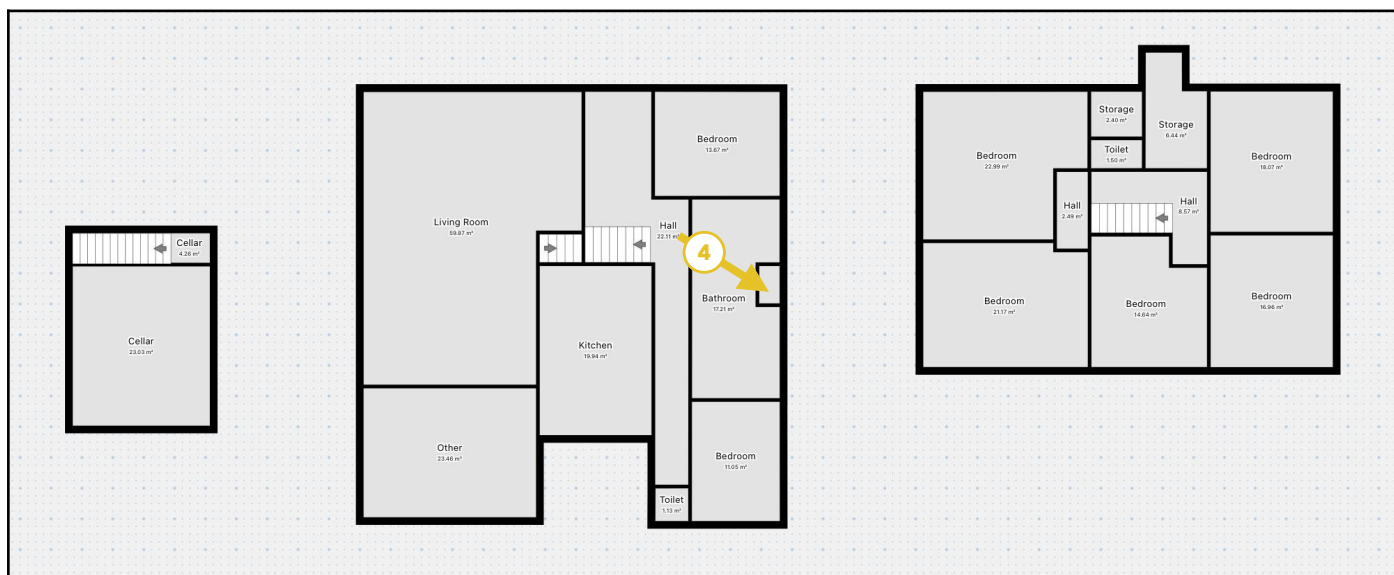 Cellar
4.26 m²
Cellar
23.03 m²
Living Room
59.87 m²
Bedroom
13.67 m²
Hall
22.11 m²
4
Bathroom
17.21 m²
Kitchen
19.94 m²
Other
23.46 m²
Bedroom
11.05 m²
Toilet
1.13 m²
Storage
2.40 m²
Storage
6.44 m²
Bedroom
22.99 m²
Toilet
1.50 m²
Bedroom
18.07 m²
Hall
2.49 m²
Hall
8.57 m²
Bedroom
21.17 m²
Bedroom
14.64 m²
Bedroom
16.96 m²